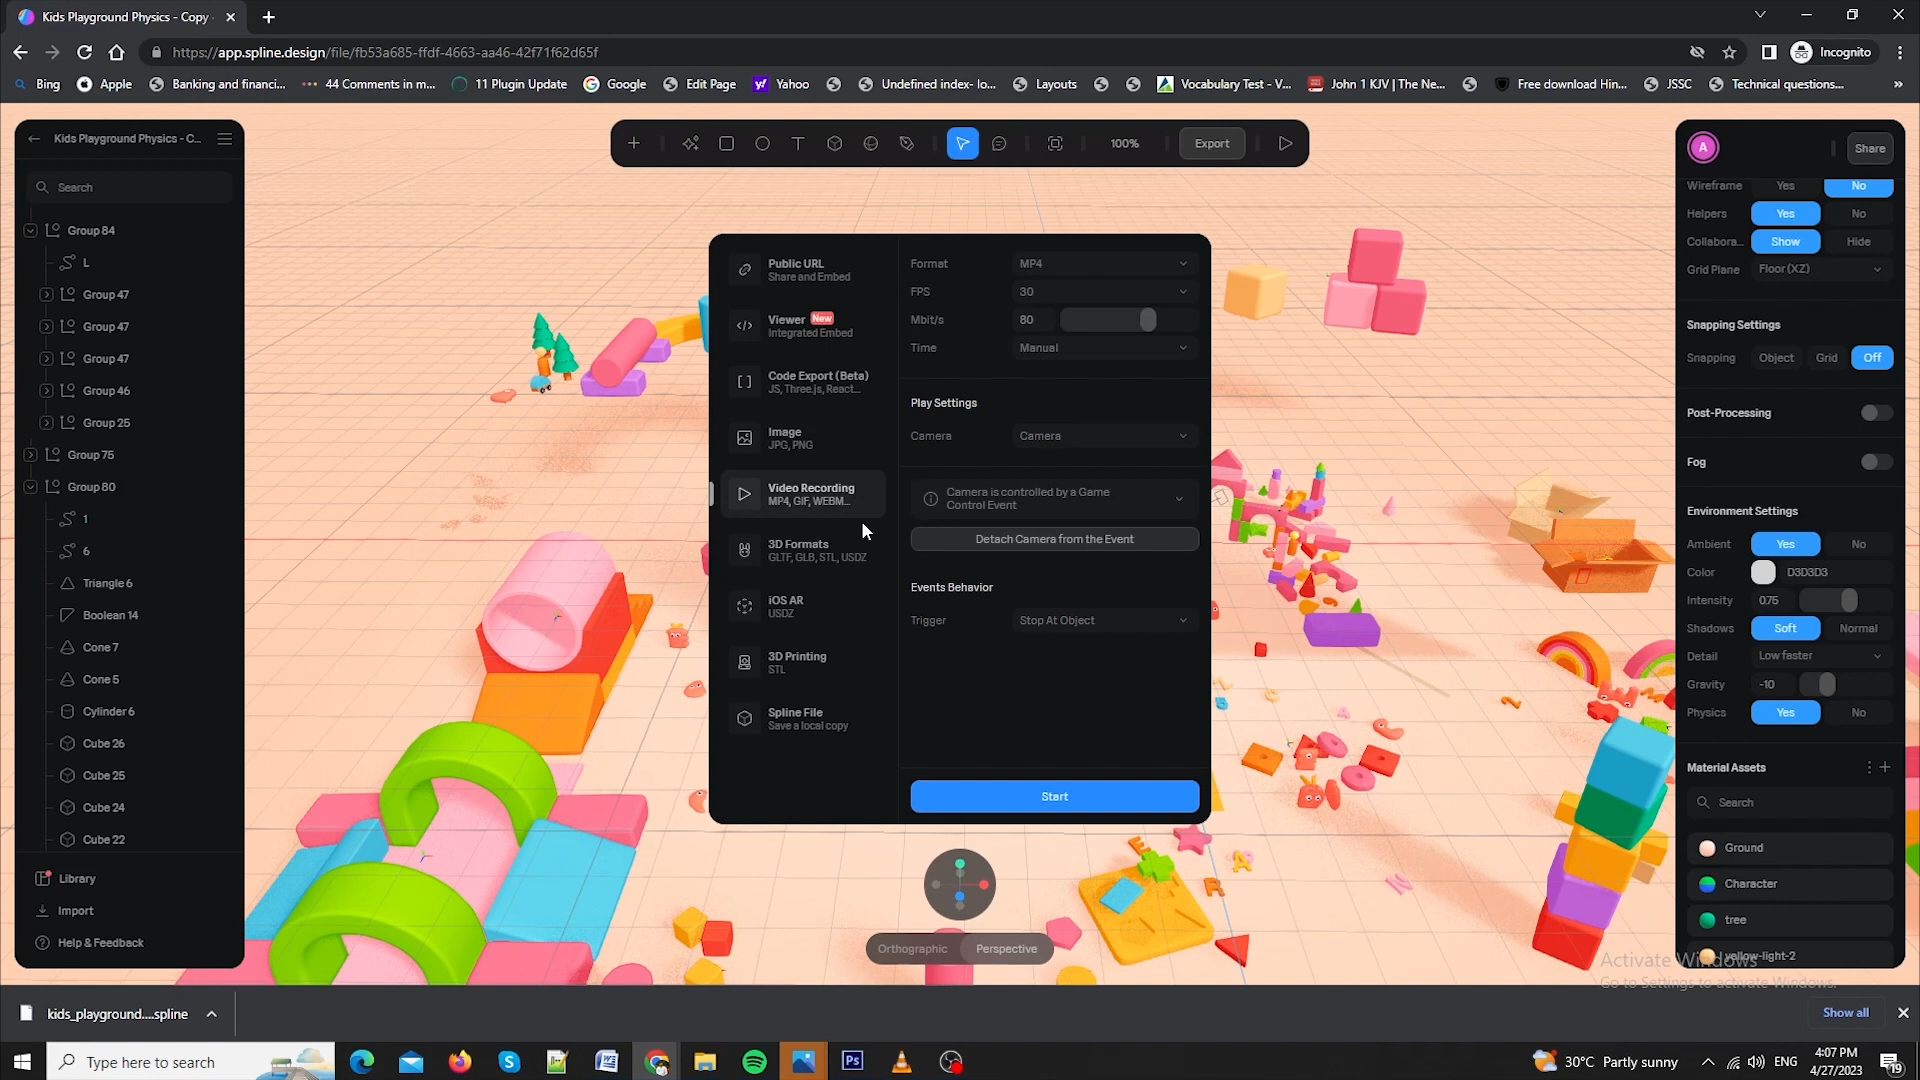 Kids Playground Physics - Copy
https://app.spline.design/file/fb53a685-ffdf-4663-aa46-42f71f62d65f
Incognito
Bing
Apple
Banking and financi...
44 Comments in m...
11 Plugin Update
Google
Edit Page
Yahoo
Undefined index- lo...
Layouts
Vocabulary Test - V...
John 1 KJV | The Ne...
Free download Hin...
JSSC
Technical questions...
Kids Playground Physics - C...
Search
Group 84
L
Group 47
Group 47
Group 47
Group 46
Group 25
Group 75
Group 80
1
6
Triangle 6
Boolean 14
Cone 7
Cone 5
Cylinder 6
Cube 26
Cube 25
Cube 24
Cube 22
Library
Import
Help & Feedback
100%
Export
Public URL
Share and Embed
Viewer New
Integrated Embed
Code Export (Beta)
JS, Three.js, React...
Image
JPG, PNG
Video Recording
MP4, GIF, WEBM...
3D Formats
GLTF, GLB, STL, USDZ
iOS AR
USDZ
3D Printing
STL
Spline File
Save a local copy
Format MP4
FPS 30
Mbit/s 80
Time Manual
Play Settings
Camera Camera
Camera is controlled by a Game
Control Event
Detach Camera from the Event
Events Behavior
Trigger Stop At Object
Start
Orthographic Perspective
A
Share
Wireframe Yes No
Helpers Yes No
Collabora... Show Hide
Grid Plane Floor (XZ)
Snapping Settings
Snapping Object Grid Off
Post-Processing
Fog
Environment Settings
Ambient Yes No
Color D3D3D3
Intensity 0.75
Shadows Soft Normal
Detail Low faster
Gravity -10
Physics Yes No
Material Assets
Search
Ground
Character
tree
yellow-light-2
Activate Windows
Go to Settings to activate Windows.
kids_playground....spline
Show all
Type here to search
30°C Partly sunny
ENG
4:07 PM
4/27/2023
19